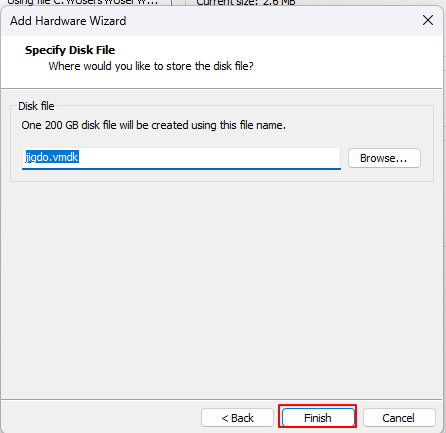 Current size: 2.6 MB
Add Hardware Wizard
Specify Disk File
Where would you like to store the disk file?
Disk file
One 200 GB disk file will be created using this file name.
jigdo.vmdk
Browse...
< Back
Finish
Cancel